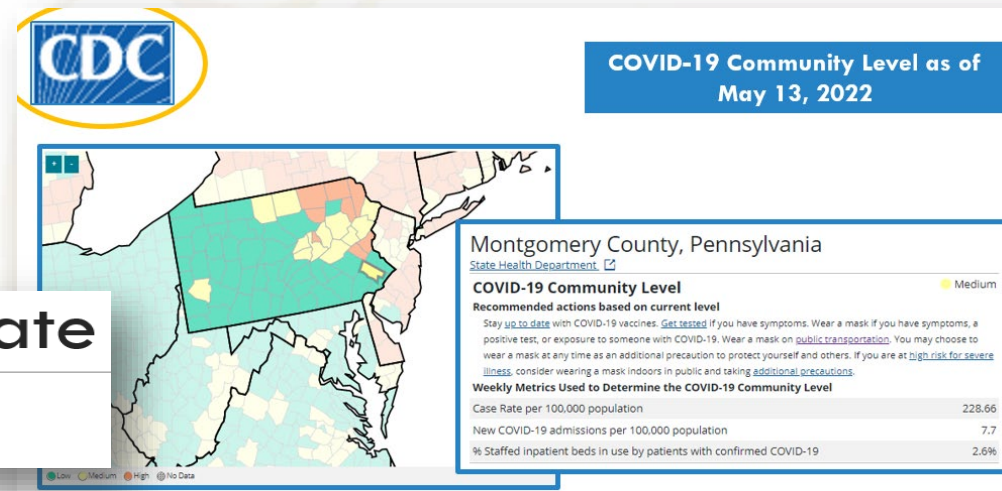 CDC
COVID-19 Community Level as of
May 13, 2022
+ -
Montgomery County, Pennsylvania
State Health Department
COVID-19 Community Level
Medium
Recommended actions based on current level
Stay up to date with COVID-19 vaccines. Get tested if you have symptoms. Wear a mask if you have symptoms, a
positive test, or exposure to someone with COVID-19. Wear a mask on public transportation. You may choose to
wear a mask at any time as an additional precaution to protect yourself and others. If you are at high risk for severe
illness, consider wearing a mask indoors in public and taking additional precautions.
Weekly Metrics Used to Determine the COVID-19 Community Level
Case Rate per 100,000 population 228.66
New COVID-19 admissions per 100,000 population 7.7
% Staffed inpatient beds in use by patients with confirmed COVID-19 2.6%
ate
Low Medium High No Data